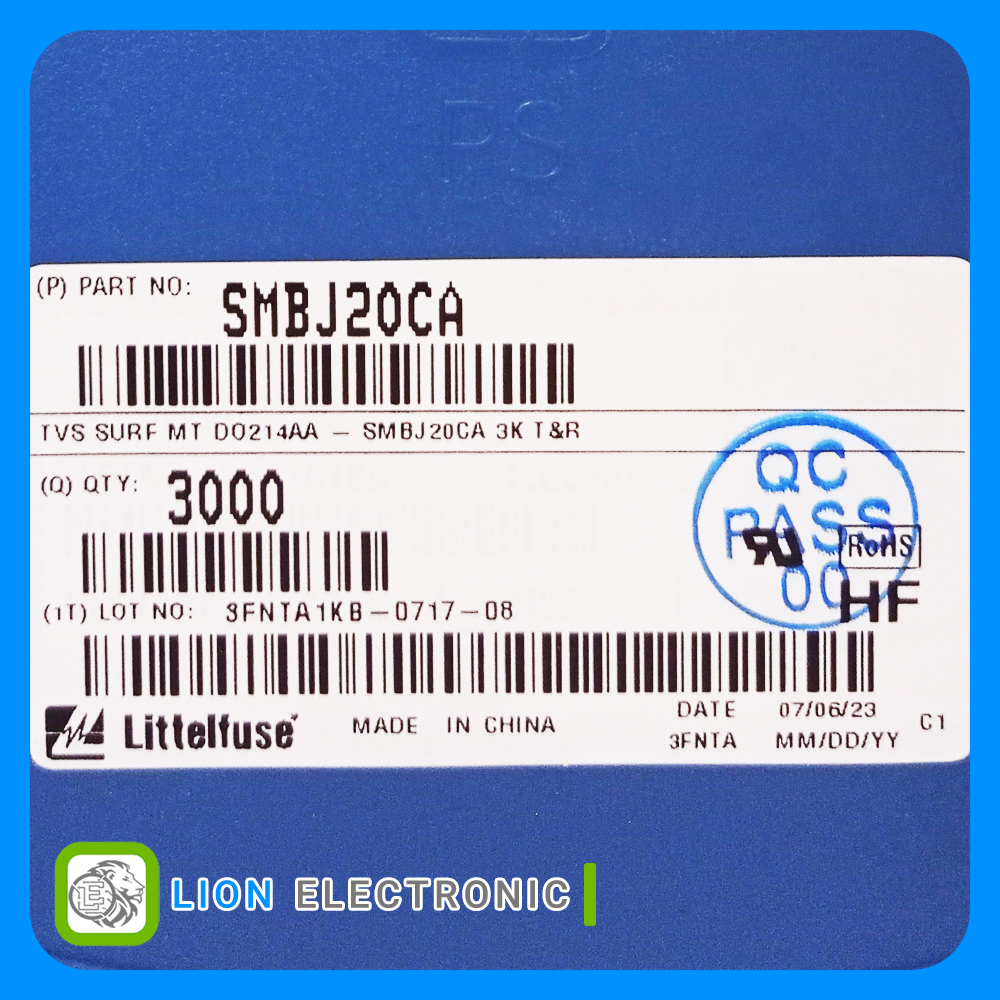 PS
(P) PART NO: SMBJ20CA
TVS SURF MT DO214AA – SMBJ20CA 3K T&R
(Q) QTY: 3000
QC
PASS
00
RoHS
HF
(1T) LOT NO: 3FNTA1KB-0717-08
Littelfuse
MADE IN CHINA
DATE 07/06/23
3FNTA MM/DD/YY
C1
LION ELECTRONIC